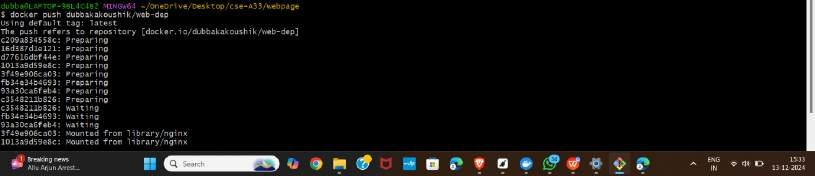 dubba@LAPTOP-98L4C4B2 MINGW64 ~/OneDrive/Desktop/cse-A33/webpage
$ docker push dubbakakoushik/web-dep
Using default tag: latest
The push refers to repository [docker.io/dubbakakoushik/web-dep]
c209a834558c: Preparing
16d387d1e121: Preparing
d77616dbf44e: Preparing
1013a9d59e8c: Preparing
3f49e906ca03: Preparing
fb34e34b4693: Preparing
93a30ca6feb4: Preparing
c3548211b826: Preparing
c3548211b826: Waiting
fb34e34b4693: Waiting
93a30ca6feb4: Waiting
3f49e906ca03: Mounted from library/nginx
1013a9d59e8c: Mounted from library/nginx
Breaking news
Allu Arjun Arrest...
Search
ENG
IN
15:33
13-12-2024